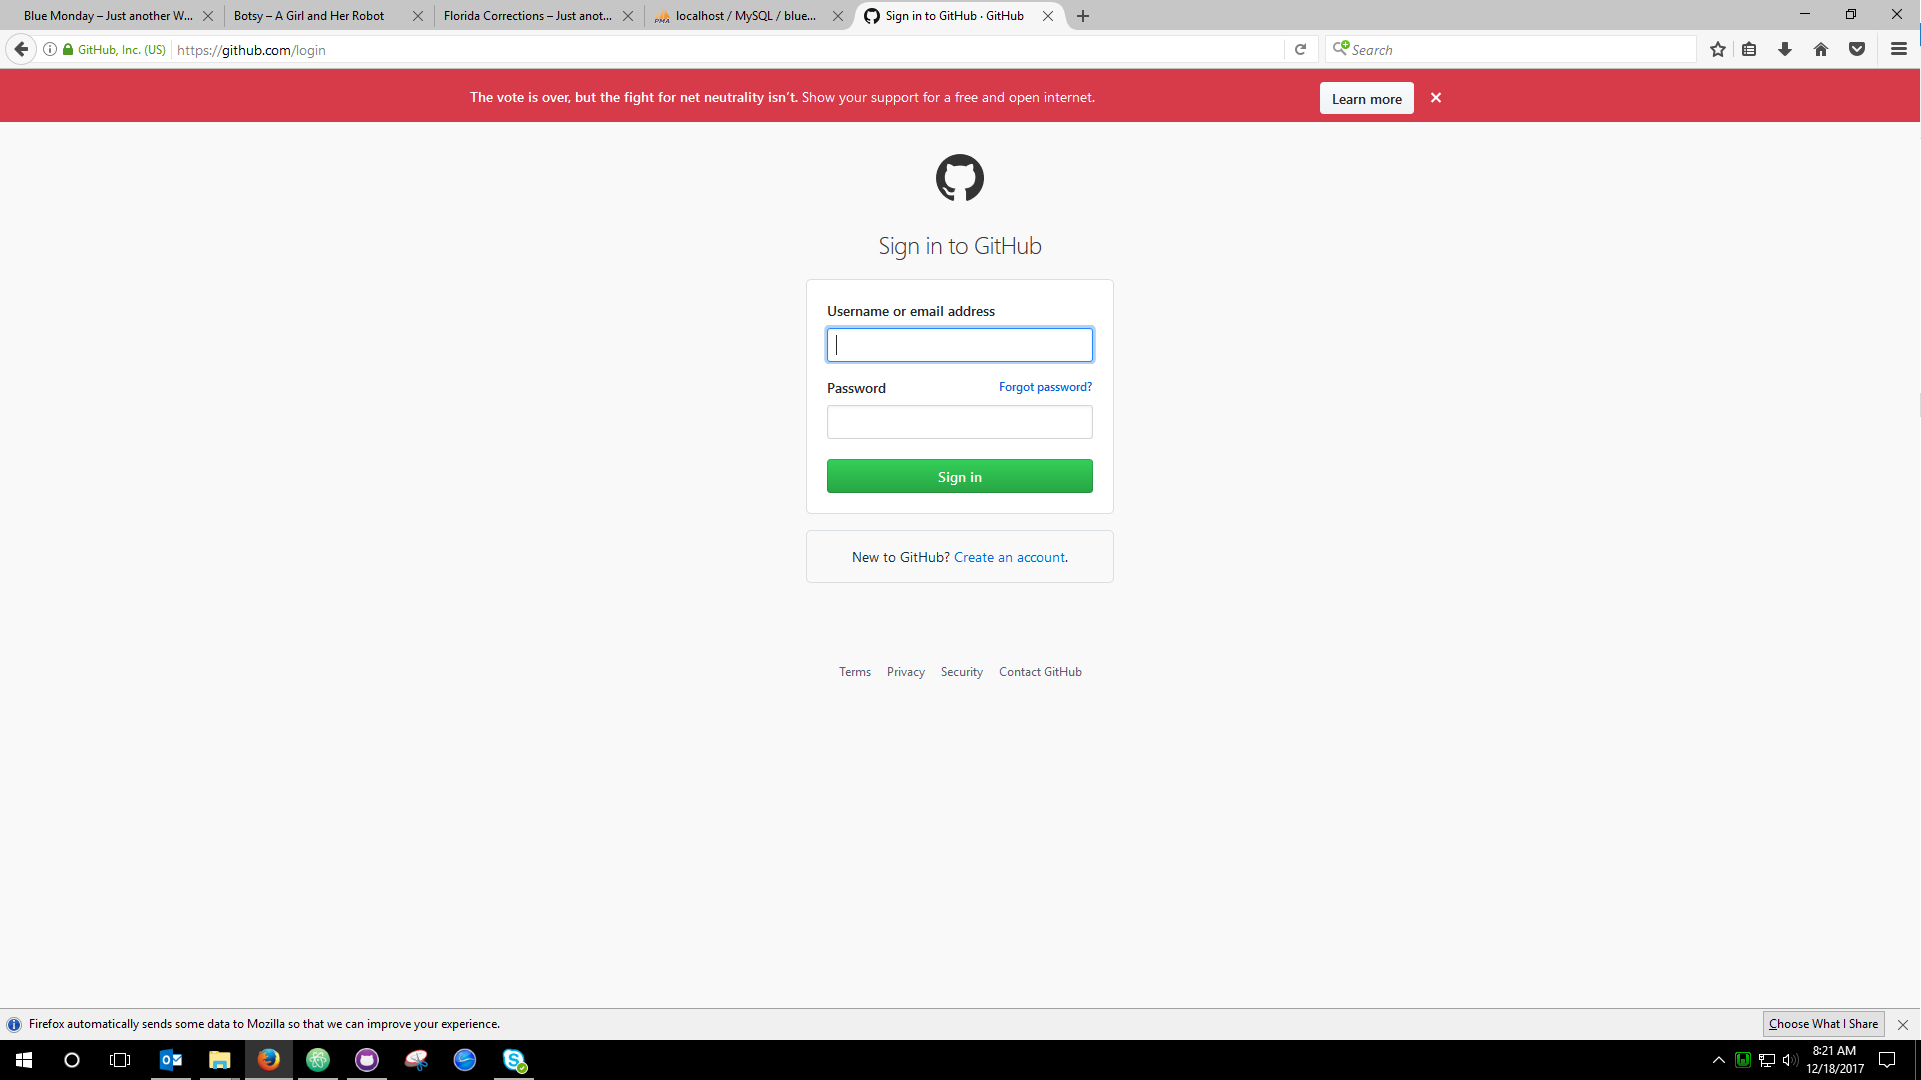 Blue Monday – Just another W...
Botsy – A Girl and Her Robot
Florida Corrections – Just anot...
PMA
localhost / MySQL / blue...
Sign in to GitHub · GitHub
GitHub, Inc. (US)
https://github.com/login
Search
The vote is over, but the fight for net neutrality isn’t. Show your support for a free and open internet.
Learn more
Sign in to GitHub
Username or email address
Password
Forgot password?
Sign in
New to GitHub? Create an account.
Terms Privacy Security Contact GitHub
Firefox automatically sends some data to Mozilla so that we can improve your experience.
Choose What I Share
8:21 AM
12/18/2017